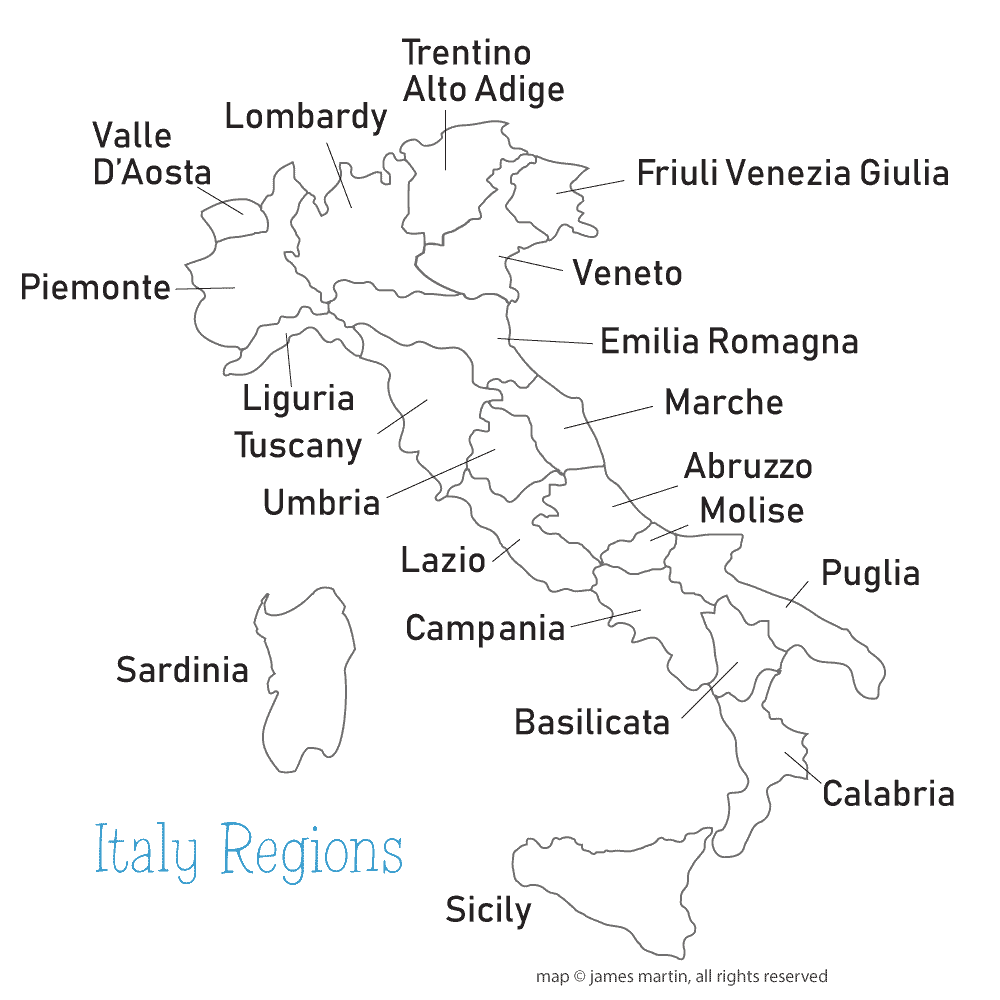 Trentino
Alto Adige
Lombardy
Valle
D'Aosta
Friuli Venezia Giulia
Veneto
Piemonte
Emilia Romagna
Liguria
Marche
Tuscany
Abruzzo
Umbria
Molise
Lazio
Puglia
Campania
Sardinia
Basilicata
Calabria
Italy Regions
Sicily
map © james martin, all rights reserved